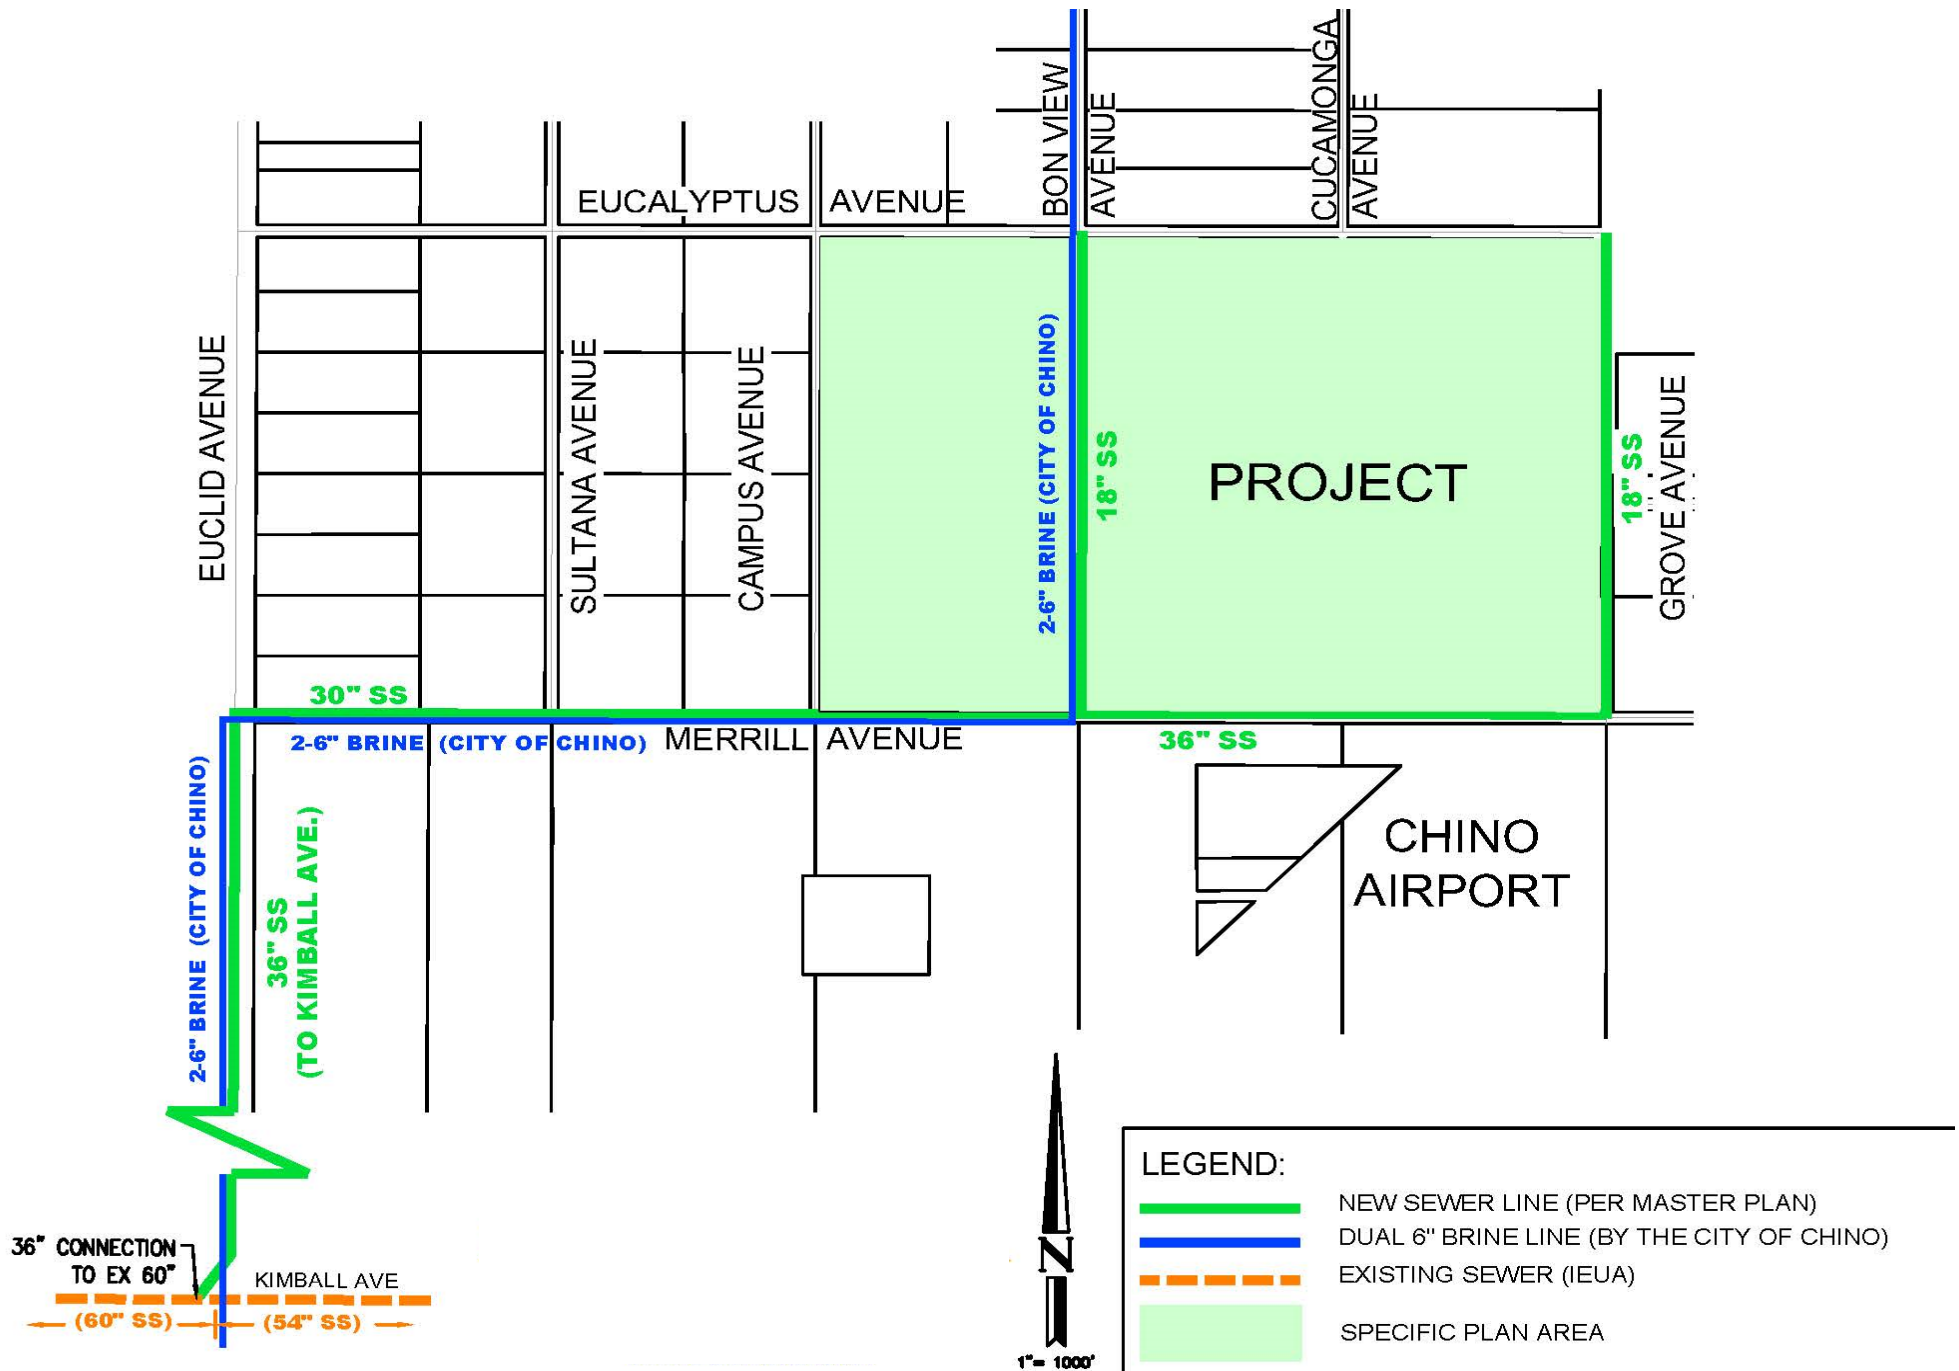 BON VIEW
AVENUE
CUCAMONGA
AVENUE
EUCALYPTUS AVENUE
EUCLID AVENUE
SULTANA AVENUE
CAMPUS AVENUE
2-6" BRINE (CITY OF CHINO)
18" SS
PROJECT
18" SS
GROVE AVENUE
30" SS
2-6" BRINE (CITY OF CHINO)
MERRILL AVENUE
36" SS
2-6" BRINE (CITY OF CHINO)
36" SS
(TO KIMBALL AVE.)
CHINO
AIRPORT
36" CONNECTION
TO EX 60"
KIMBALL AVE
(60" SS)
(54" SS)
N
1"= 1000'
LEGEND:
NEW SEWER LINE (PER MASTER PLAN)
DUAL 6" BRINE LINE (BY THE CITY OF CHINO)
EXISTING SEWER (IEUA)
SPECIFIC PLAN AREA